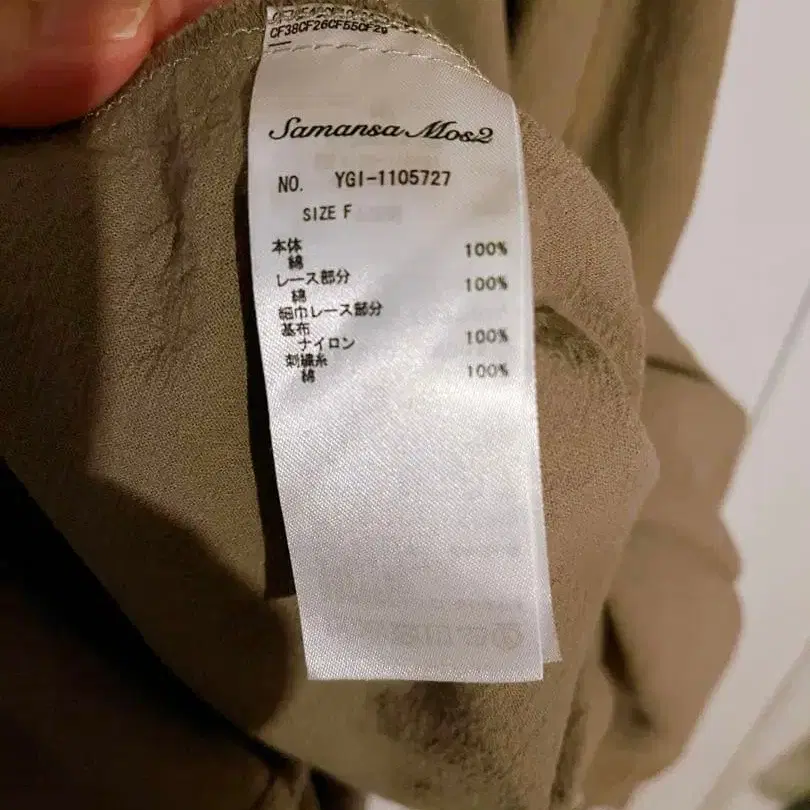 CF38CF26CF55CF29
Samansa Mos2
NO. YGI-1105727
SIZE F
本体
綿 100%
レース部分
綿 100%
細巾レース部分
基布
ナイロン 100%
刺繍糸
綿 100%